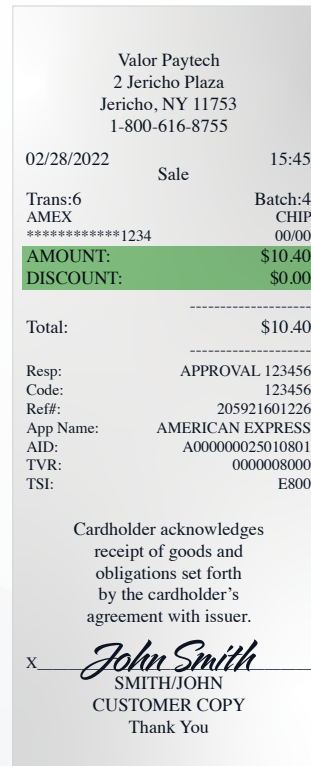 Valor Paytech
2 Jericho Plaza
Jericho, NY 11753
1-800-616-8755
02/28/2022 15:45
Sale
Trans:6 Batch:4
AMEX CHIP
************1234 00/00
AMOUNT: $10.40
DISCOUNT: $0.00
-------------------
Total: $10.40
-------------------
Resp: APPROVAL 123456
Code: 123456
Ref#: 205921601226
App Name: AMERICAN EXPRESS
AID: A000000025010801
TVR: 0000008000
TSI: E800
Cardholder acknowledges
receipt of goods and
obligations set forth
by the cardholder’s
agreement with issuer.
X John Smith
SMITH/JOHN
CUSTOMER COPY
Thank You